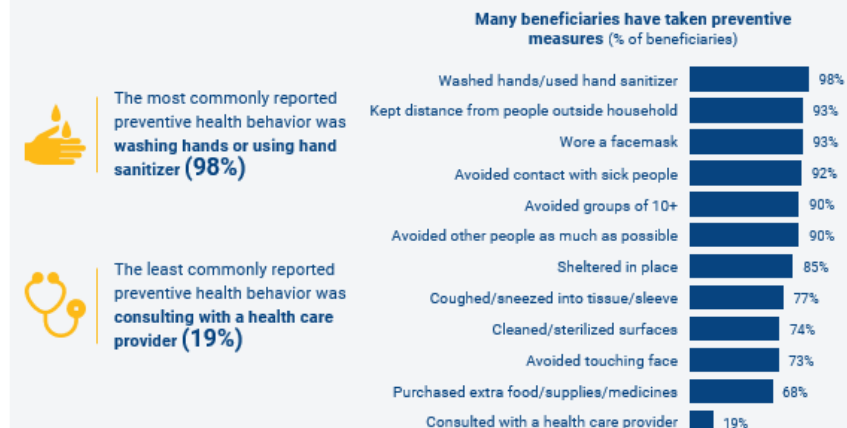 Many beneficiaries have taken preventive
measures (% of beneficiaries)
The most commonly reported
preventive health behavior was
washing hands or using hand
sanitizer (98%)
The least commonly reported
preventive health behavior was
consulting with a health care
provider (19%)
Washed hands/used hand sanitizer 98%
Kept distance from people outside household 93%
Wore a facemask 93%
Avoided contact with sick people 92%
Avoided groups of 10+ 90%
Avoided other people as much as possible 90%
Sheltered in place 85%
Coughed/sneezed into tissue/sleeve 77%
Cleaned/sterilized surfaces 74%
Avoided touching face 73%
Purchased extra food/supplies/medicines 68%
Consulted with a health care provider 19%